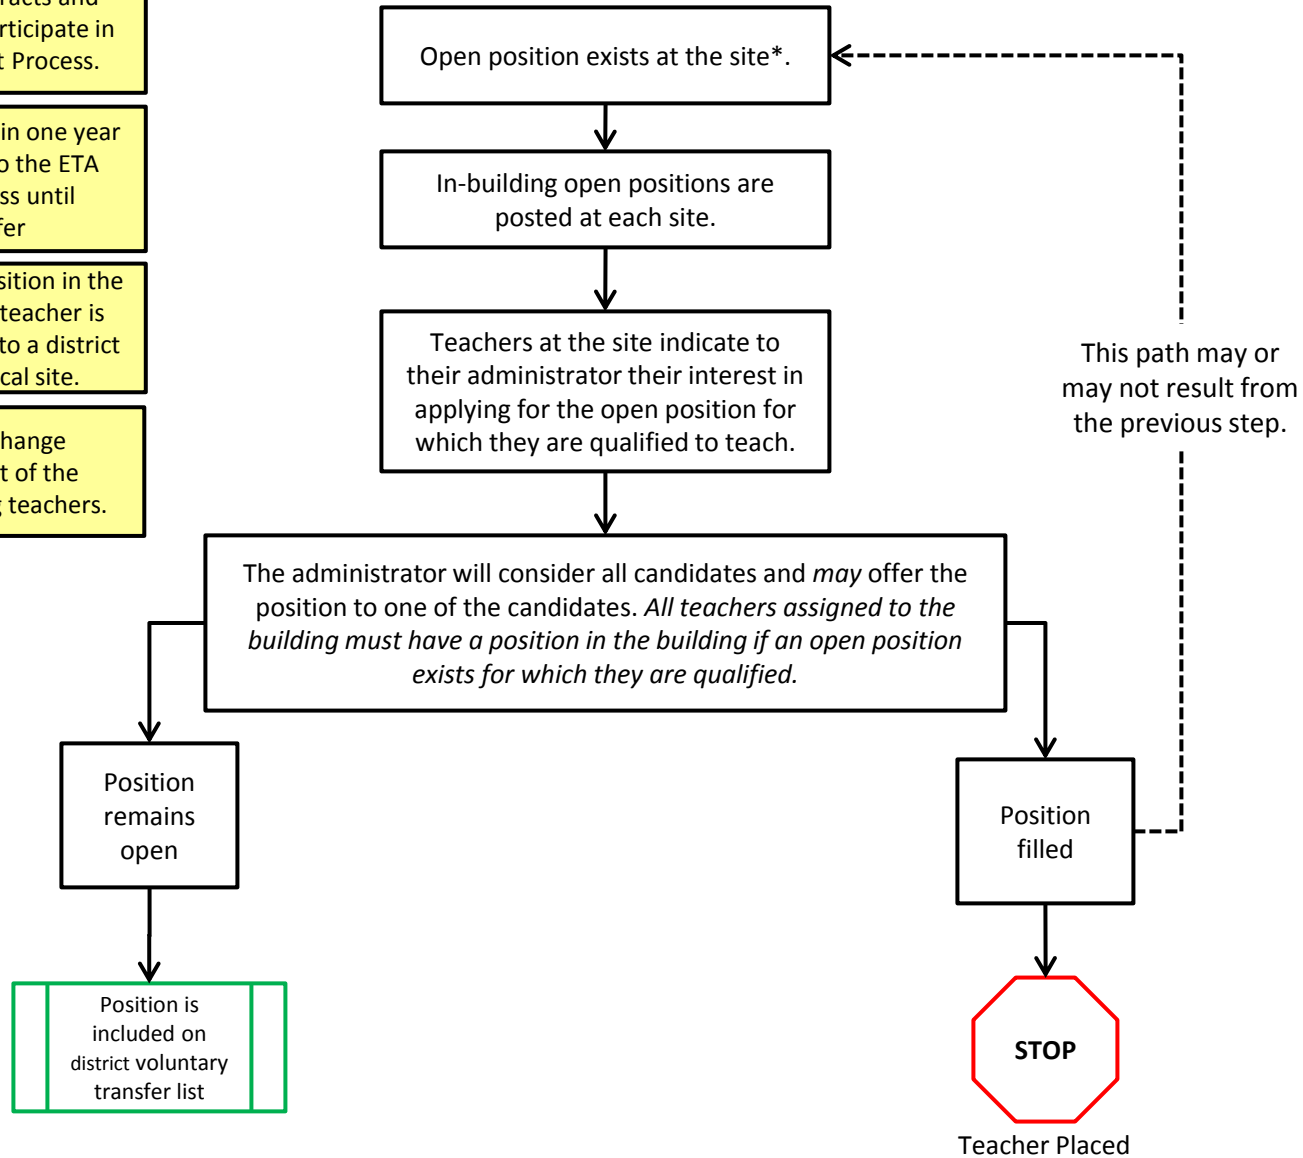 racts and
rticipate in
t Process.
in one year
o the ETA
ss until
fer
sition in the
teacher is
to a district
cal site.
hange
t of the
g teachers.
Open position exists at the site*.
In-building open positions are
posted at each site.
Teachers at the site indicate to
their administrator their interest in
applying for the open position for
which they are qualified to teach.
This path may or
may not result from
the previous step.
The administrator will consider all candidates and may offer the
position to one of the candidates. All teachers assigned to the
building must have a position in the building if an open position
exists for which they are qualified.
Position
remains
open
Position
filled
Position is
included on
district voluntary
transfer list
STOP
Teacher Placed